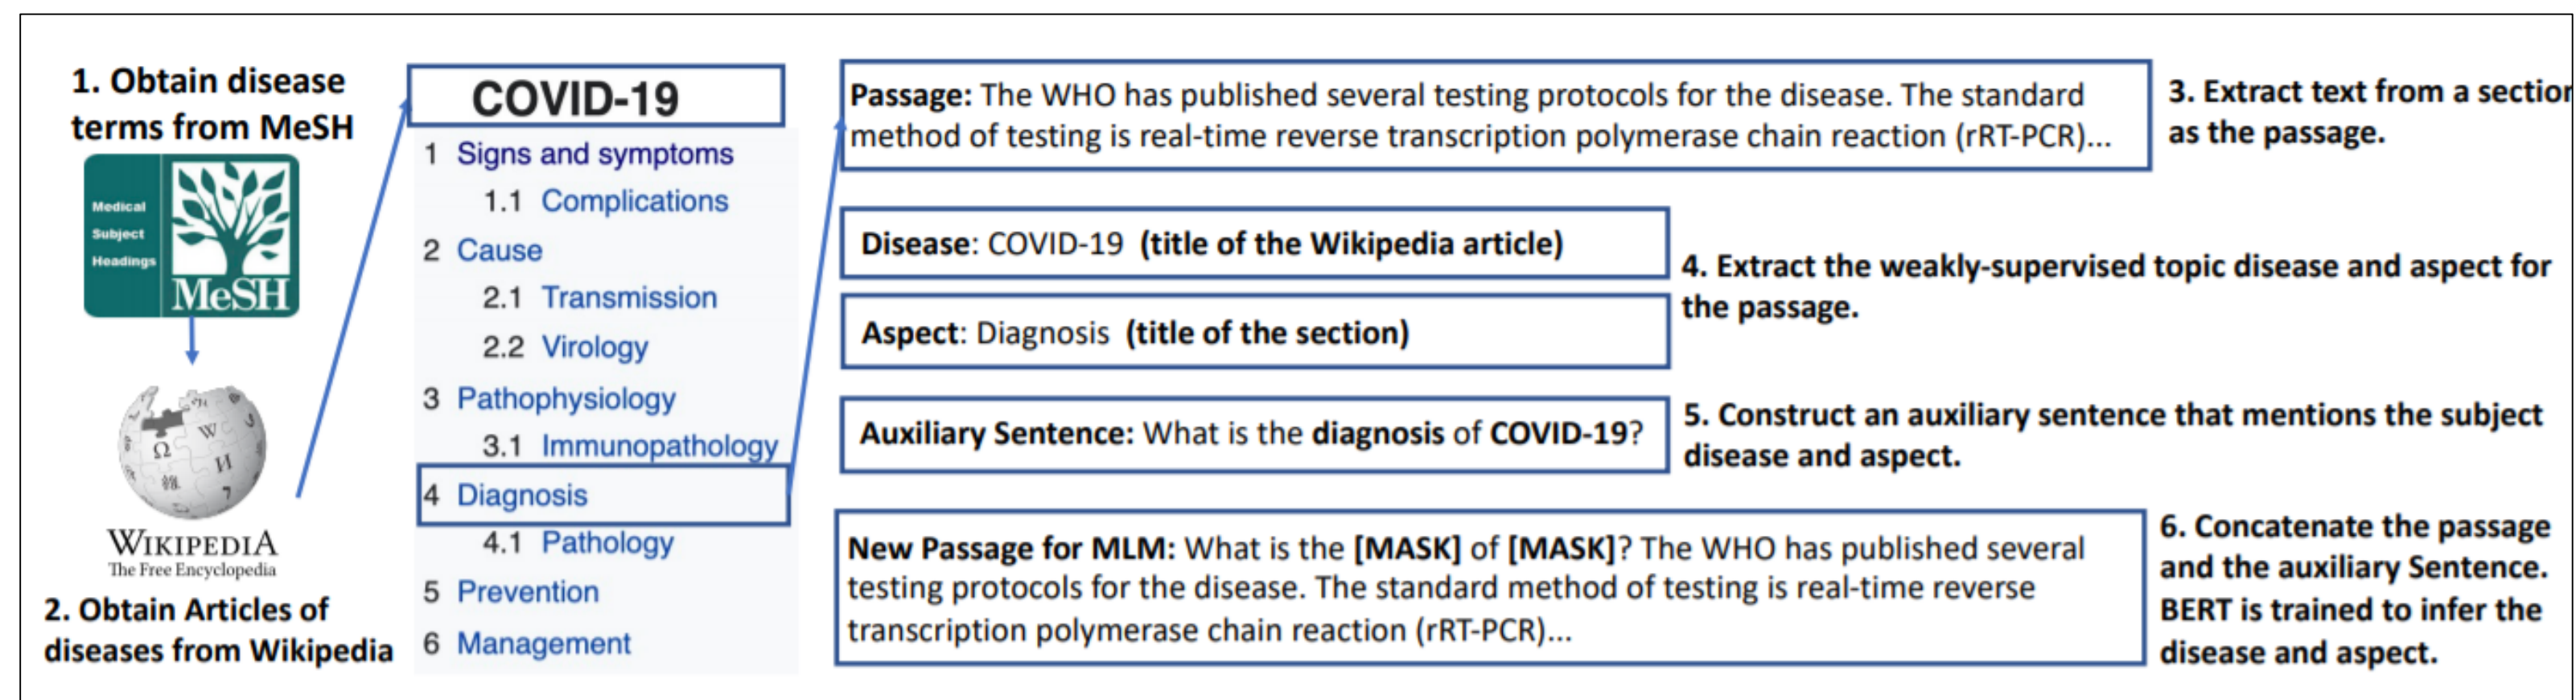 1. Obtain disease
terms from MeSH
Medical
Subject
Headings
MeSH
WIKIPEDIA
The Free Encyclopedia
2. Obtain Articles of
diseases from Wikipedia
COVID-19
1 Signs and symptoms
1.1 Complications
2 Cause
2.1 Transmission
2.2 Virology
3 Pathophysiology
3.1 Immunopathology
4 Diagnosis
4.1 Pathology
5 Prevention
6 Management
Passage: The WHO has published several testing protocols for the disease. The standard
method of testing is real-time reverse transcription polymerase chain reaction (rRT-PCR)...
3. Extract text from a section
as the passage.
Disease: COVID-19 (title of the Wikipedia article)
Aspect: Diagnosis (title of the section)
4. Extract the weakly-supervised topic disease and aspect for
the passage.
Auxiliary Sentence: What is the diagnosis of COVID-19?
5. Construct an auxiliary sentence that mentions the subject
disease and aspect.
New Passage for MLM: What is the [MASK] of [MASK]? The WHO has published several
testing protocols for the disease. The standard method of testing is real-time reverse
transcription polymerase chain reaction (rRT-PCR)...
6. Concatenate the passage
and the auxiliary Sentence.
BERT is trained to infer the
disease and aspect.